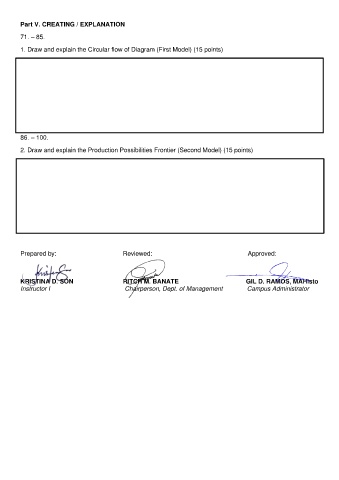 Part V. CREATING / EXPLANATION
71. – 85.
1. Draw and explain the Circular flow of Diagram (First Model) (15 points)
86. – 100.
2. Draw and explain the Production Possibilities Frontier (Second Model) (15 points)
Prepared by: Reviewed: Approved:
KRISTINA D. SON RITCH M. BANATE GIL D. RAMOS,
Instructor I Chairperson, Dept. of Management Campus Administrator